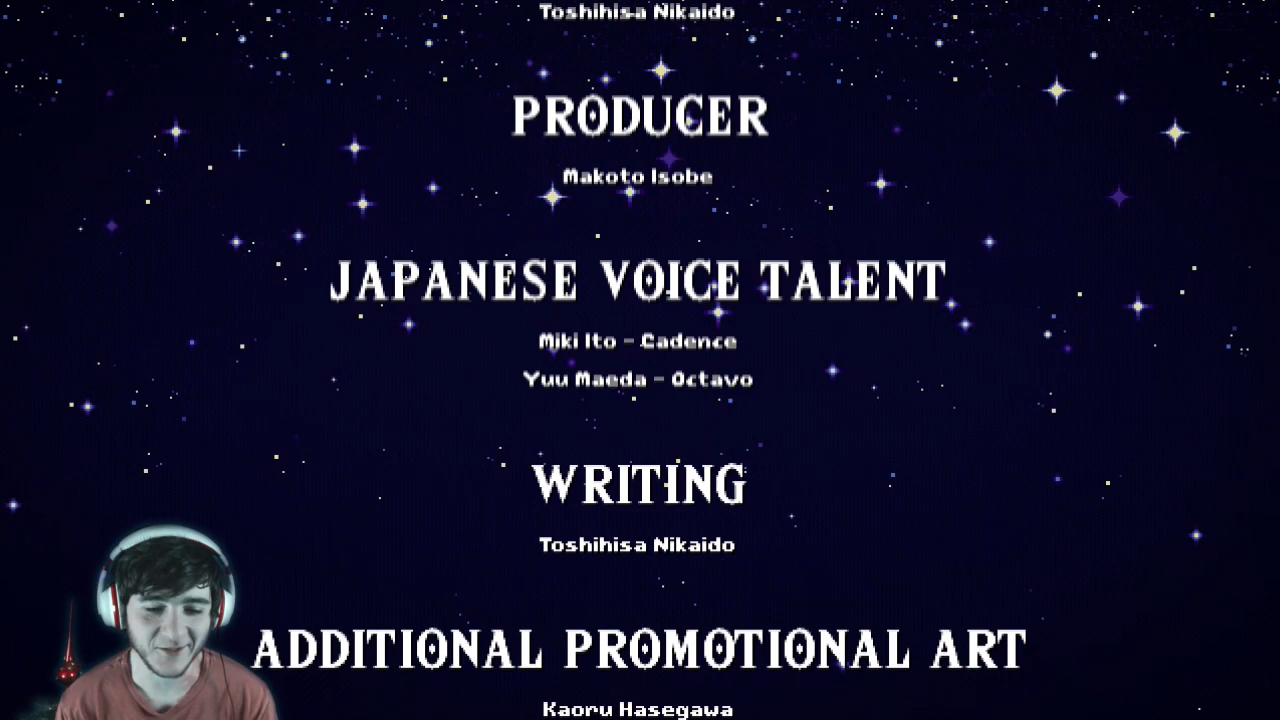 Toshihisa Nikaido
PRODUCER
Makoto Isobe
JAPANESE VOICE TALENT
Miki Ito - Cadence
Yuu Maeda - Octavo
WRITING
Toshihisa Nikaido
ADDITIONAL PROMOTIONAL ART
Kaoru Hasegawa